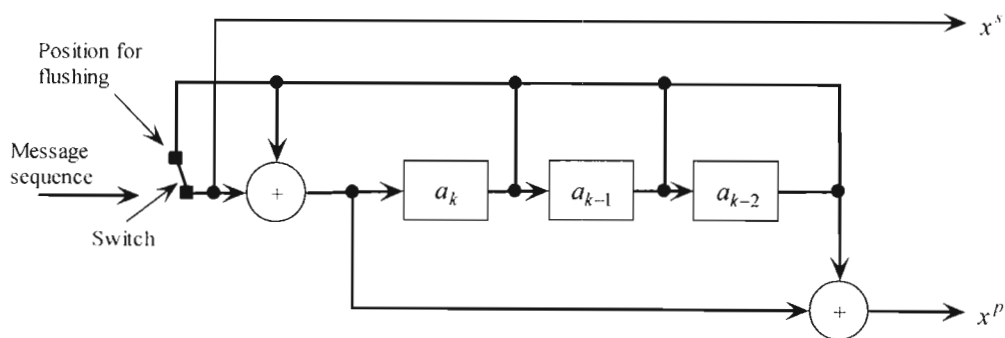 x^s
Position for
flushing
Message
sequence
Switch
+
a_k
a_{k-1}
a_{k-2}
+
x^p